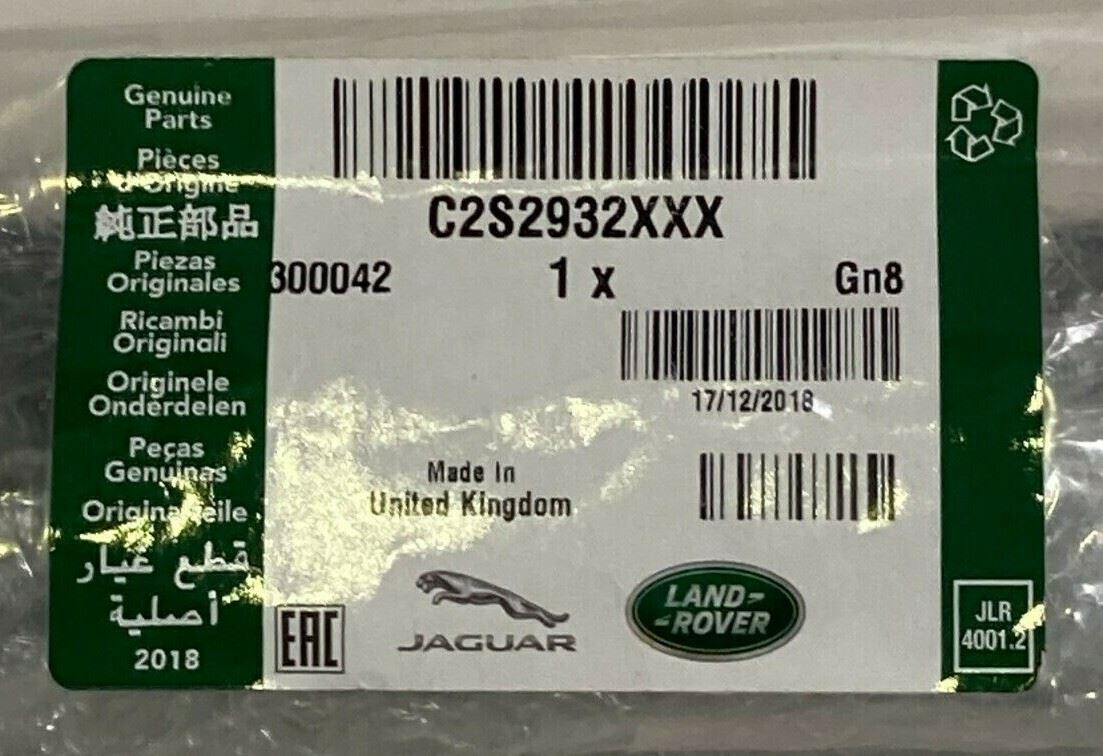 Genuine
Parts
Pièces
d'Origine
純正部品
Piezas
Originales
Ricambi
Originali
Originele
Onderdelen
Peças
Genuinas
قطع غيار
أصلية
2018
C2S2932XXX
300042
1 x
Gn8
17/12/2018
Made In
United Kingdom
EAC
JAGUAR
LAND-
-ROVER
JLR
4001.2